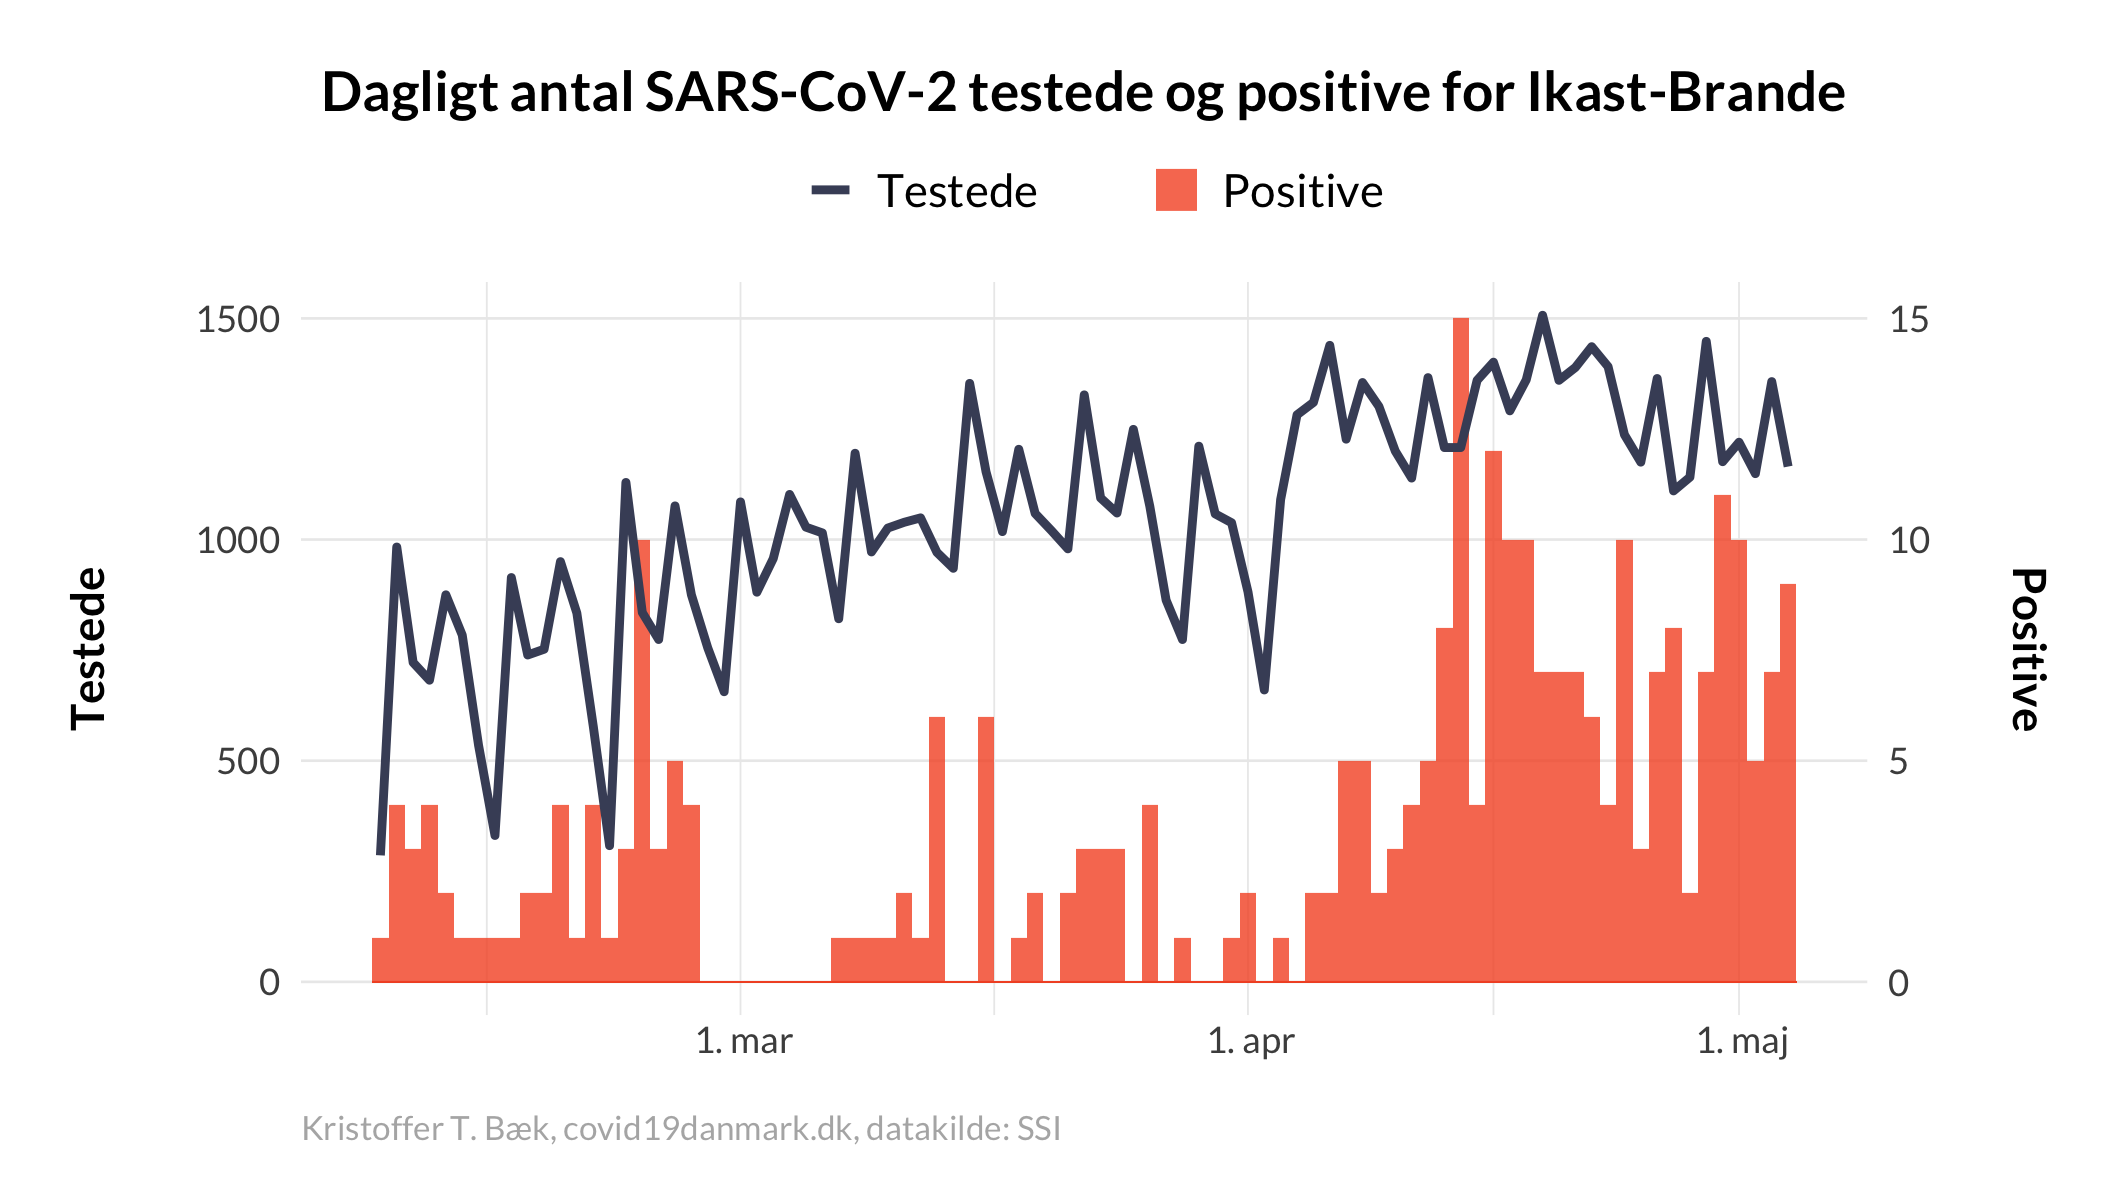 Dagligt antal SARS-CoV-2 testede og positive for Ikast-Brande
Testede
Positive
1500
1000
500
0
15
10
5
0
Testede
Positive
1. mar
1. apr
1. maj
Kristoffer T. Bæk, covid19danmark.dk, datakilde: SSI